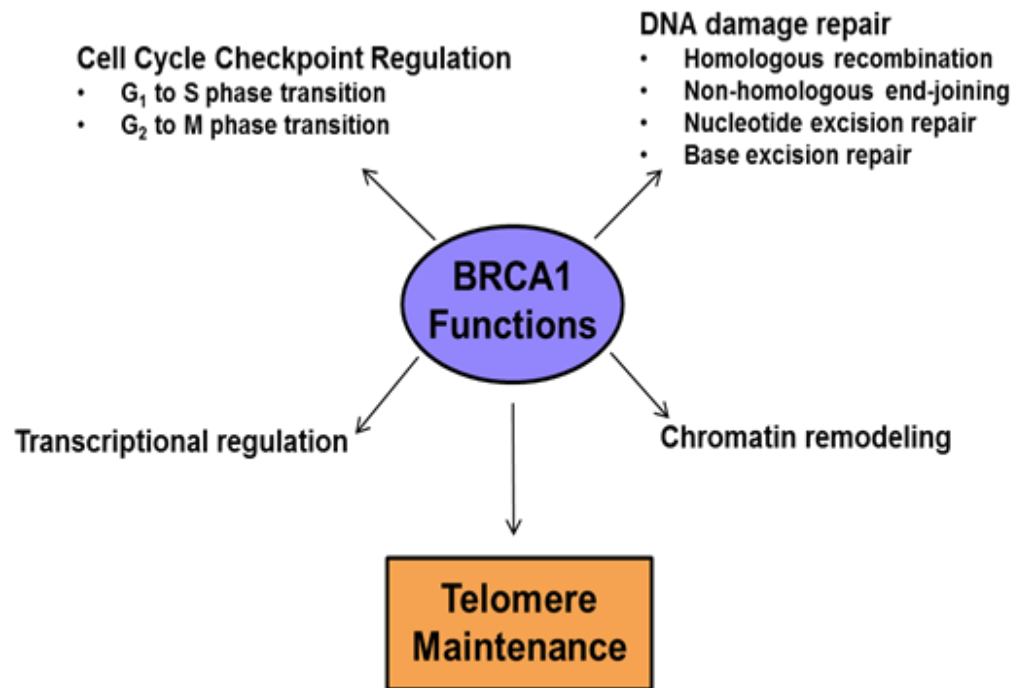 Cell Cycle Checkpoint Regulation
• G₁ to S phase transition
• G₂ to M phase transition
DNA damage repair
• Homologous recombination
• Non-homologous end-joining
• Nucleotide excision repair
• Base excision repair
BRCA1
Functions
Transcriptional regulation
Chromatin remodeling
Telomere
Maintenance